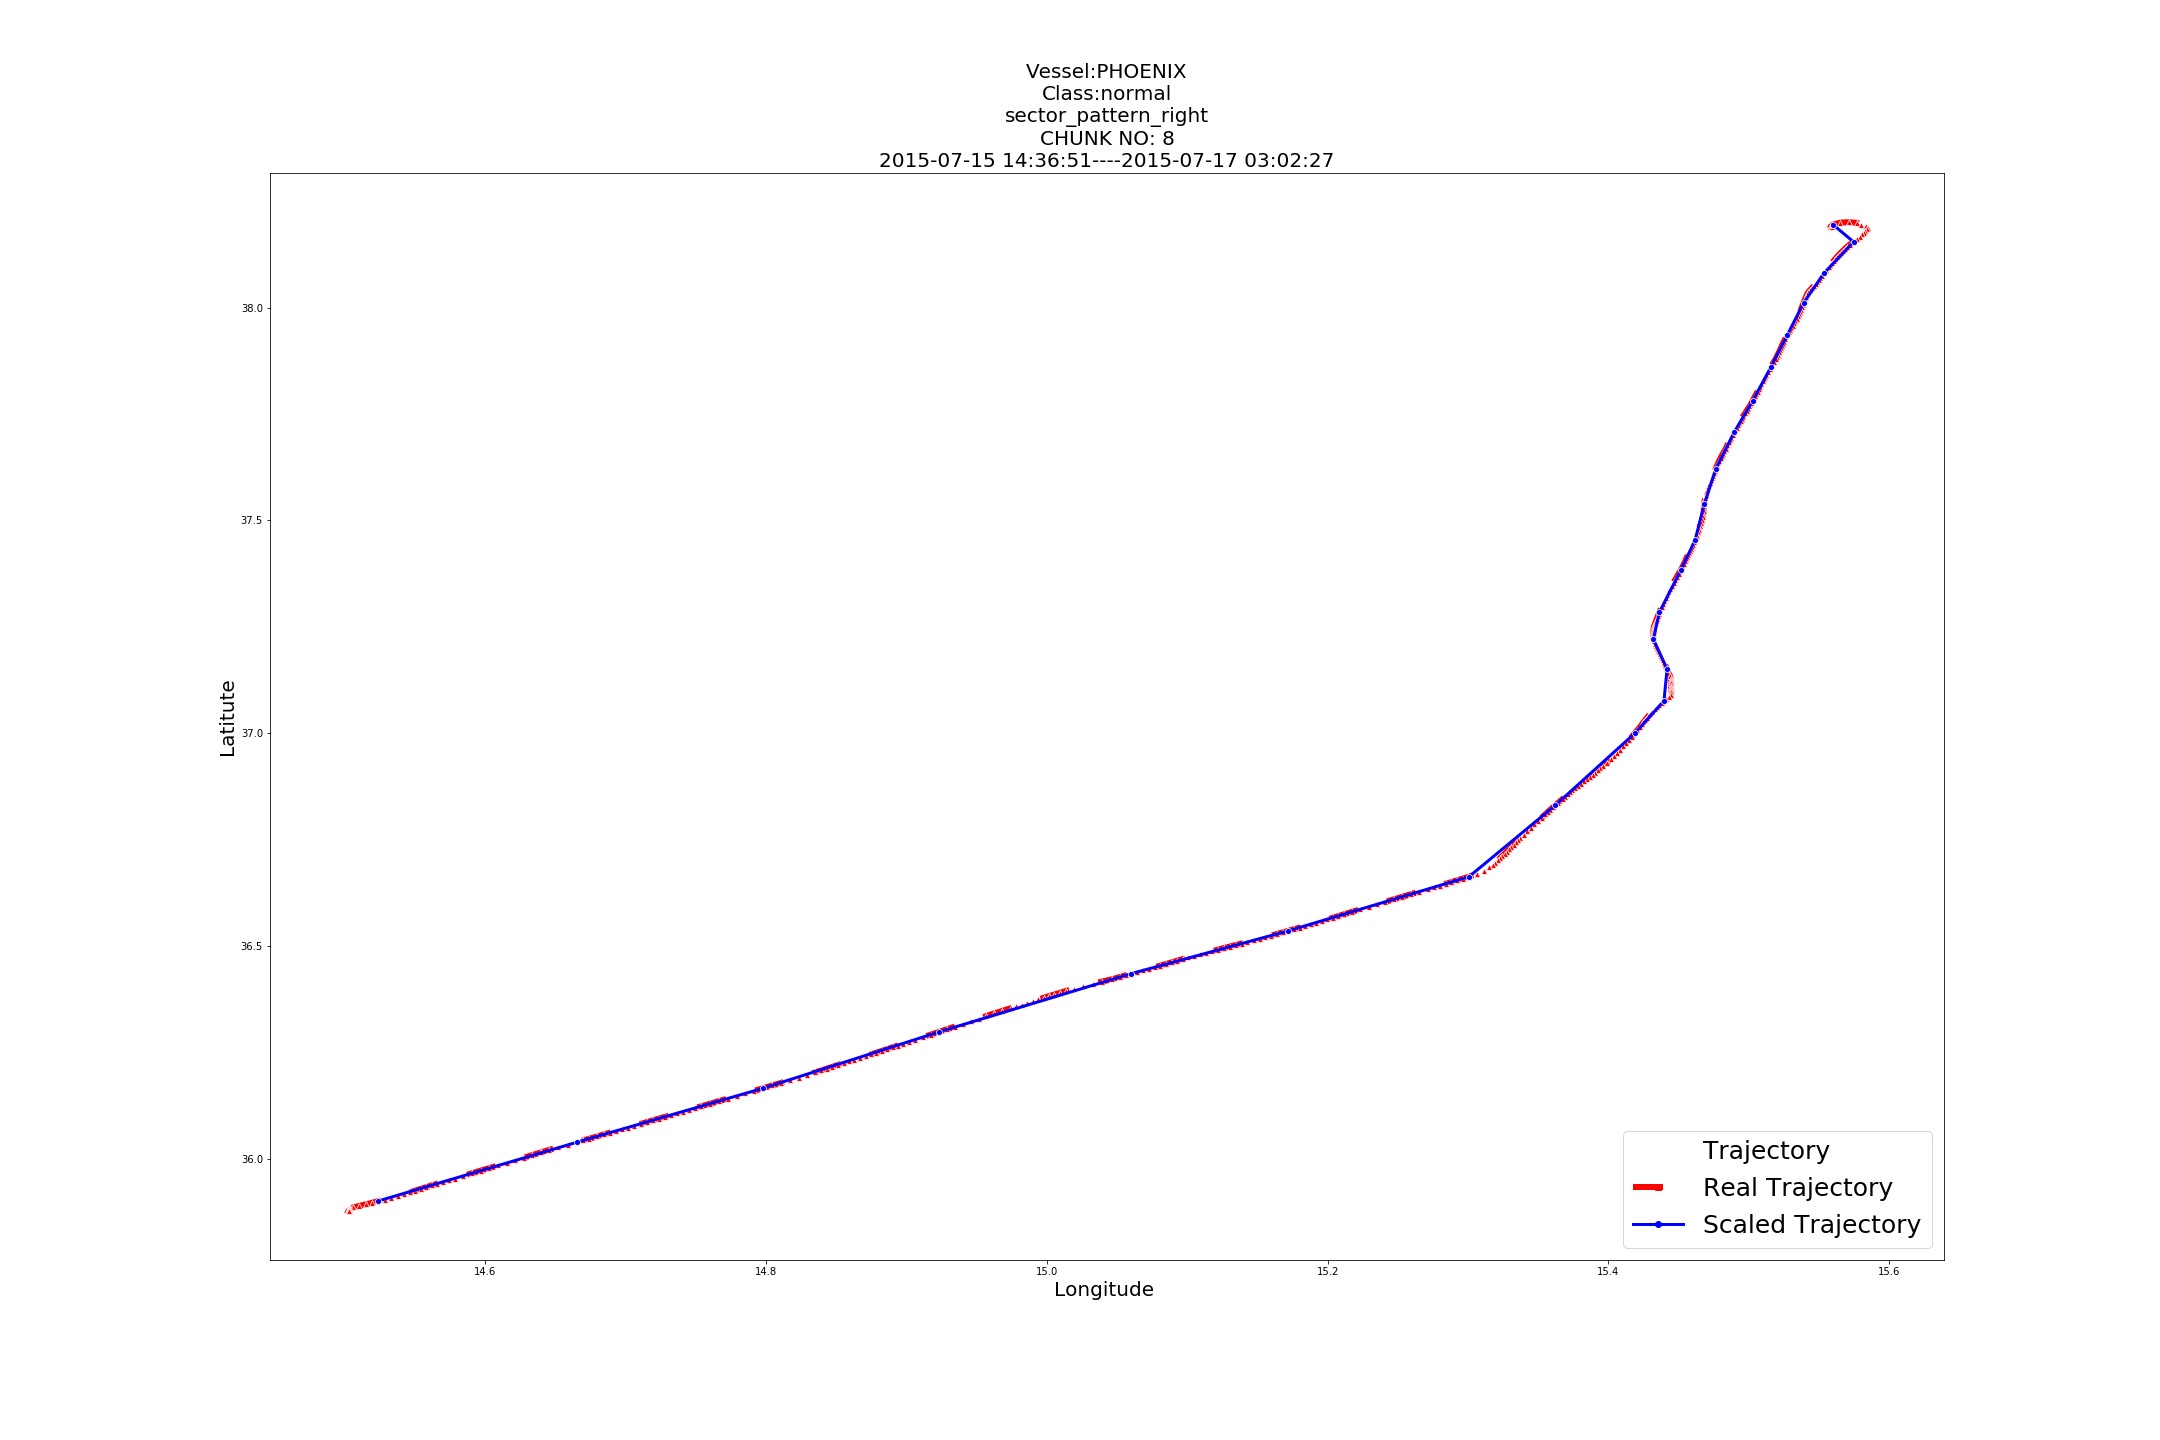 Vessel:PHOENIX
Class:normal
sector_pattern_right
CHUNK NO: 8
2015-07-15 14:36:51----2015-07-17 03:02:27
38.0
37.5
37.0
36.5
36.0
Latitute
14.6 14.8 15.0 15.2 15.4 15.6
Longitude
Trajectory
Real Trajectory
Scaled Trajectory